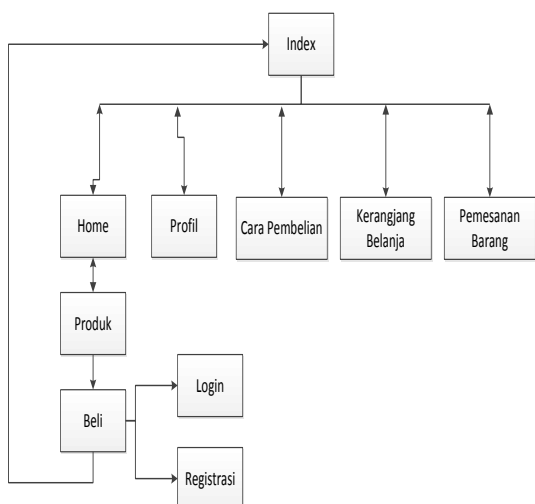 Index
Home
Profil
Cara Pembelian
Kerangjang
Belanja
Pemesanan
Barang
Produk
Beli
Login
Registrasi